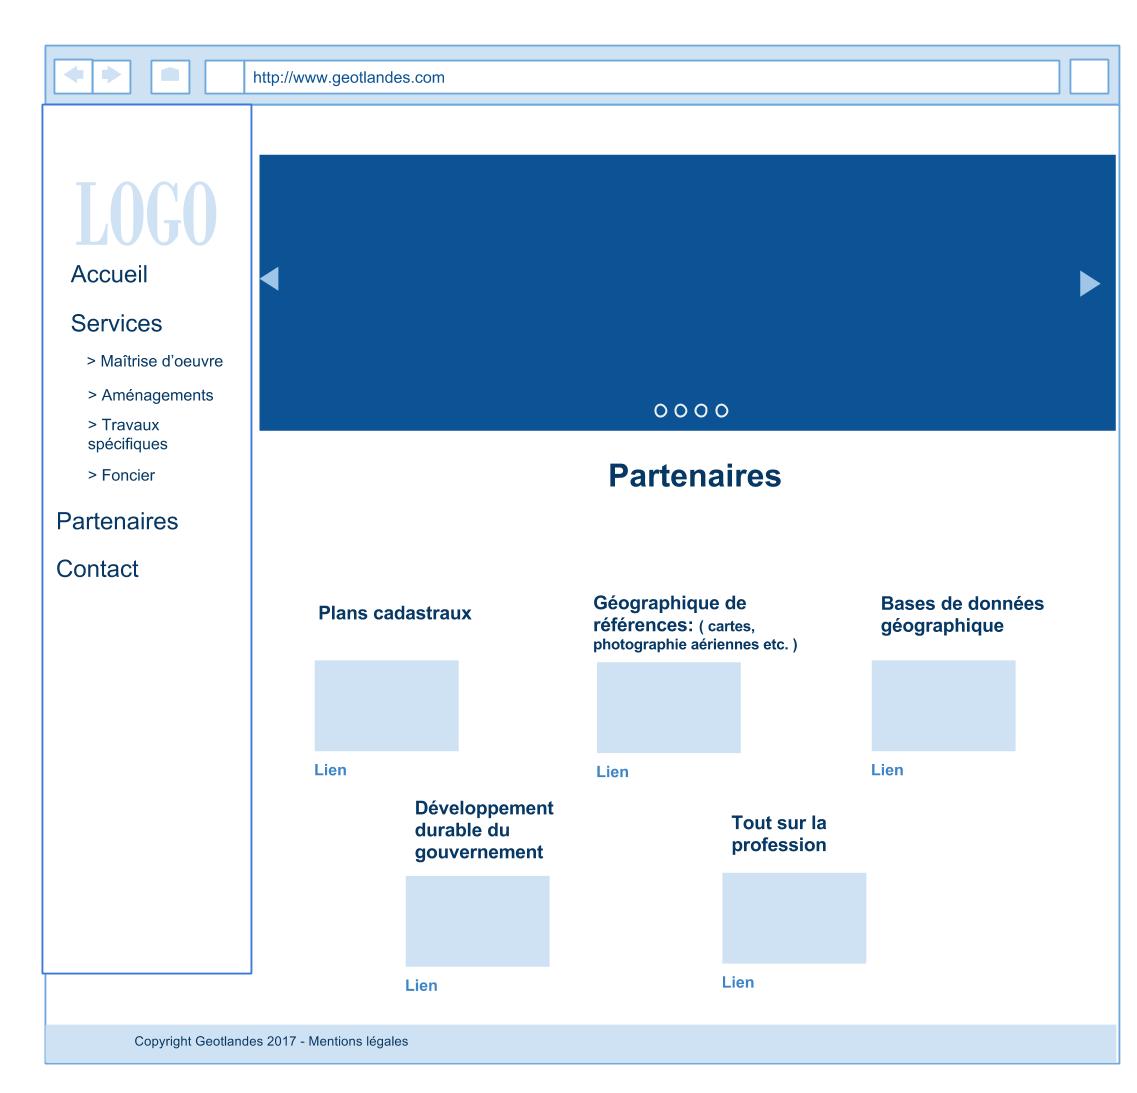 http://www.geotlandes.com
LOGO
Accueil
Services
> Maîtrise d'oeuvre
> Aménagements
> Travaux
spécifiques
> Foncier
Partenaires
Contact
Partenaires
Plans cadastraux
Lien
Géographique de
références: ( cartes,
photographie aériennes etc. )
Lien
Bases de données
géographique
Lien
Développement
durable du
gouvernement
Lien
Tout sur la
profession
Lien
Copyright Geotlandes 2017 - Mentions légales